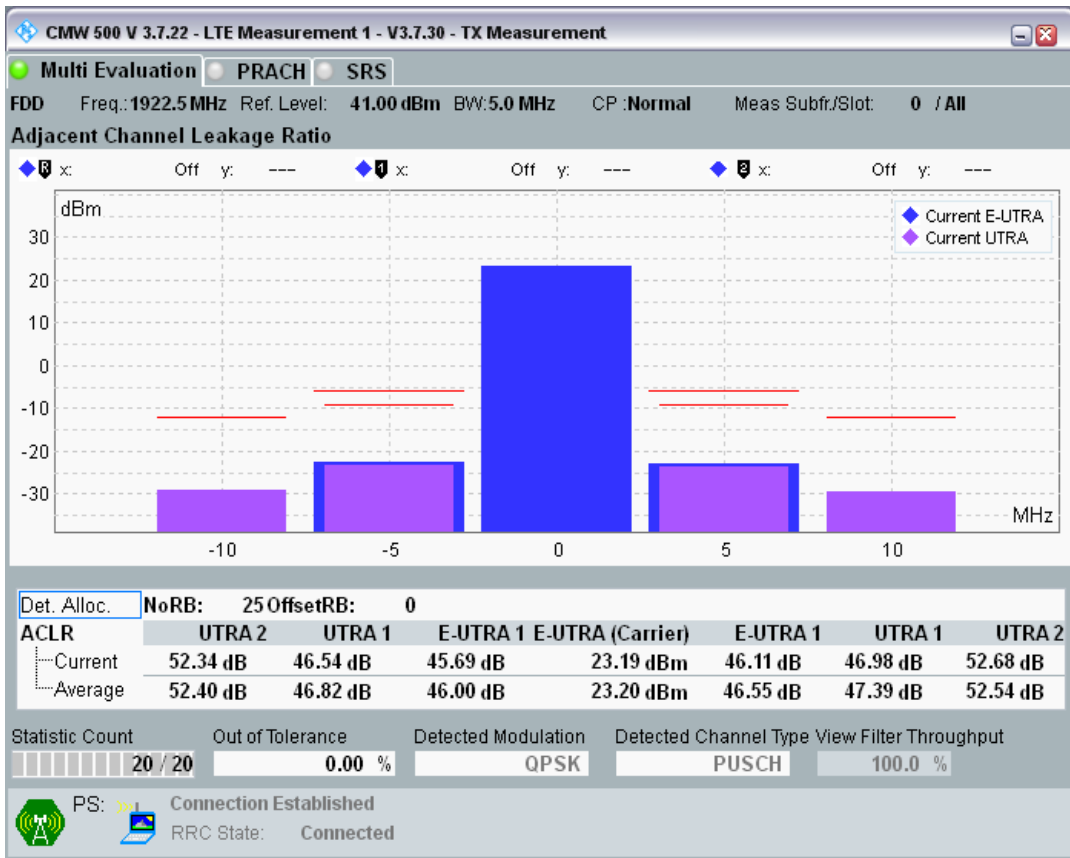 CMW 500 V 3.7.22 - LTE Measurement 1 - V3.7.30 - TX Measurement
Multi Evaluation PRACH SRS
FDD Freq.:1922.5 MHz Ref. Level: 41.00 dBm BW:5.0 MHz CP :Normal Meas Subfr./Slot: 0 / All
Adjacent Channel Leakage Ratio
R x: Off y: --- 1 x: Off y: --- 2 x: Off y: ---
dBm
Current E-UTRA
Current UTRA
30
20
10
0
-10
-20
-30
MHz
-10 -5 0 5 10
Det. Alloc. NoRB: 25 OffsetRB: 0
ACLR UTRA 2 UTRA 1 E-UTRA 1 E-UTRA (Carrier) E-UTRA 1 UTRA 1 UTRA 2
Current 52.34 dB 46.54 dB 45.69 dB 23.19 dBm 46.11 dB 46.98 dB 52.68 dB
Average 52.40 dB 46.82 dB 46.00 dB 23.20 dBm 46.55 dB 47.39 dB 52.54 dB
Statistic Count Out of Tolerance Detected Modulation Detected Channel Type View Filter Throughput
20 / 20 0.00 % QPSK PUSCH 100.0 %
PS: Connection Established
RRC State: Connected